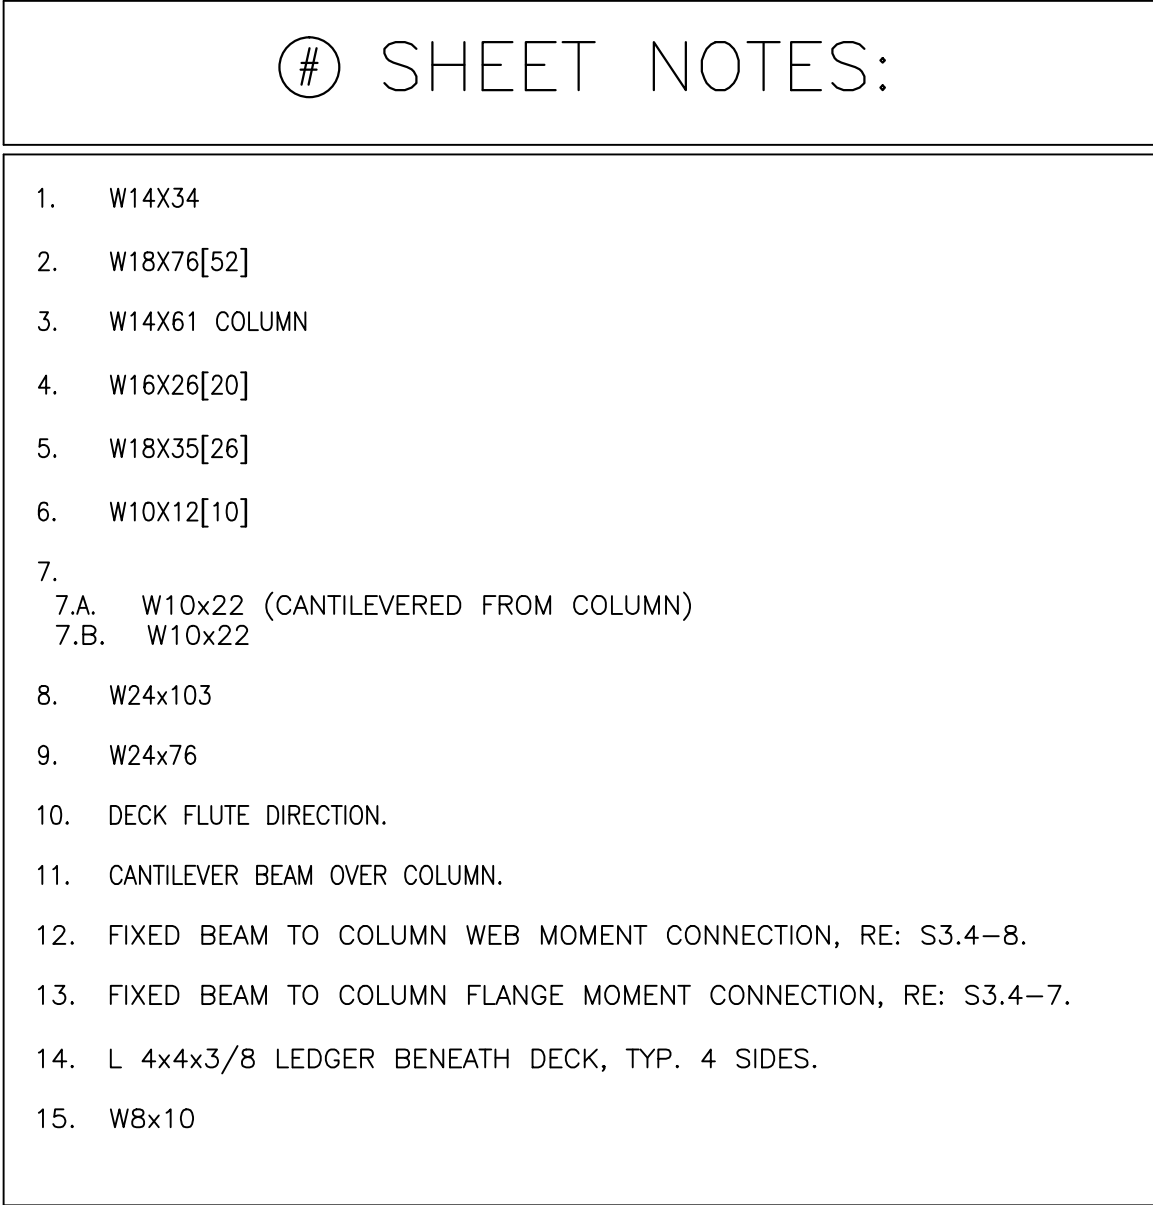 # SHEET NOTES:
1. W14X34
2. W18X76[52]
3. W14X61 COLUMN
4. W16X26[20]
5. W18X35[26]
6. W10X12[10]
7.
7.A. W10x22 (CANTILEVERED FROM COLUMN)
7.B. W10x22
8. W24x103
9. W24x76
10. DECK FLUTE DIRECTION.
11. CANTILEVER BEAM OVER COLUMN.
12. FIXED BEAM TO COLUMN WEB MOMENT CONNECTION, RE: S3.4-8.
13. FIXED BEAM TO COLUMN FLANGE MOMENT CONNECTION, RE: S3.4-7.
14. L 4x4x3/8 LEDGER BENEATH DECK, TYP. 4 SIDES.
15. W8x10